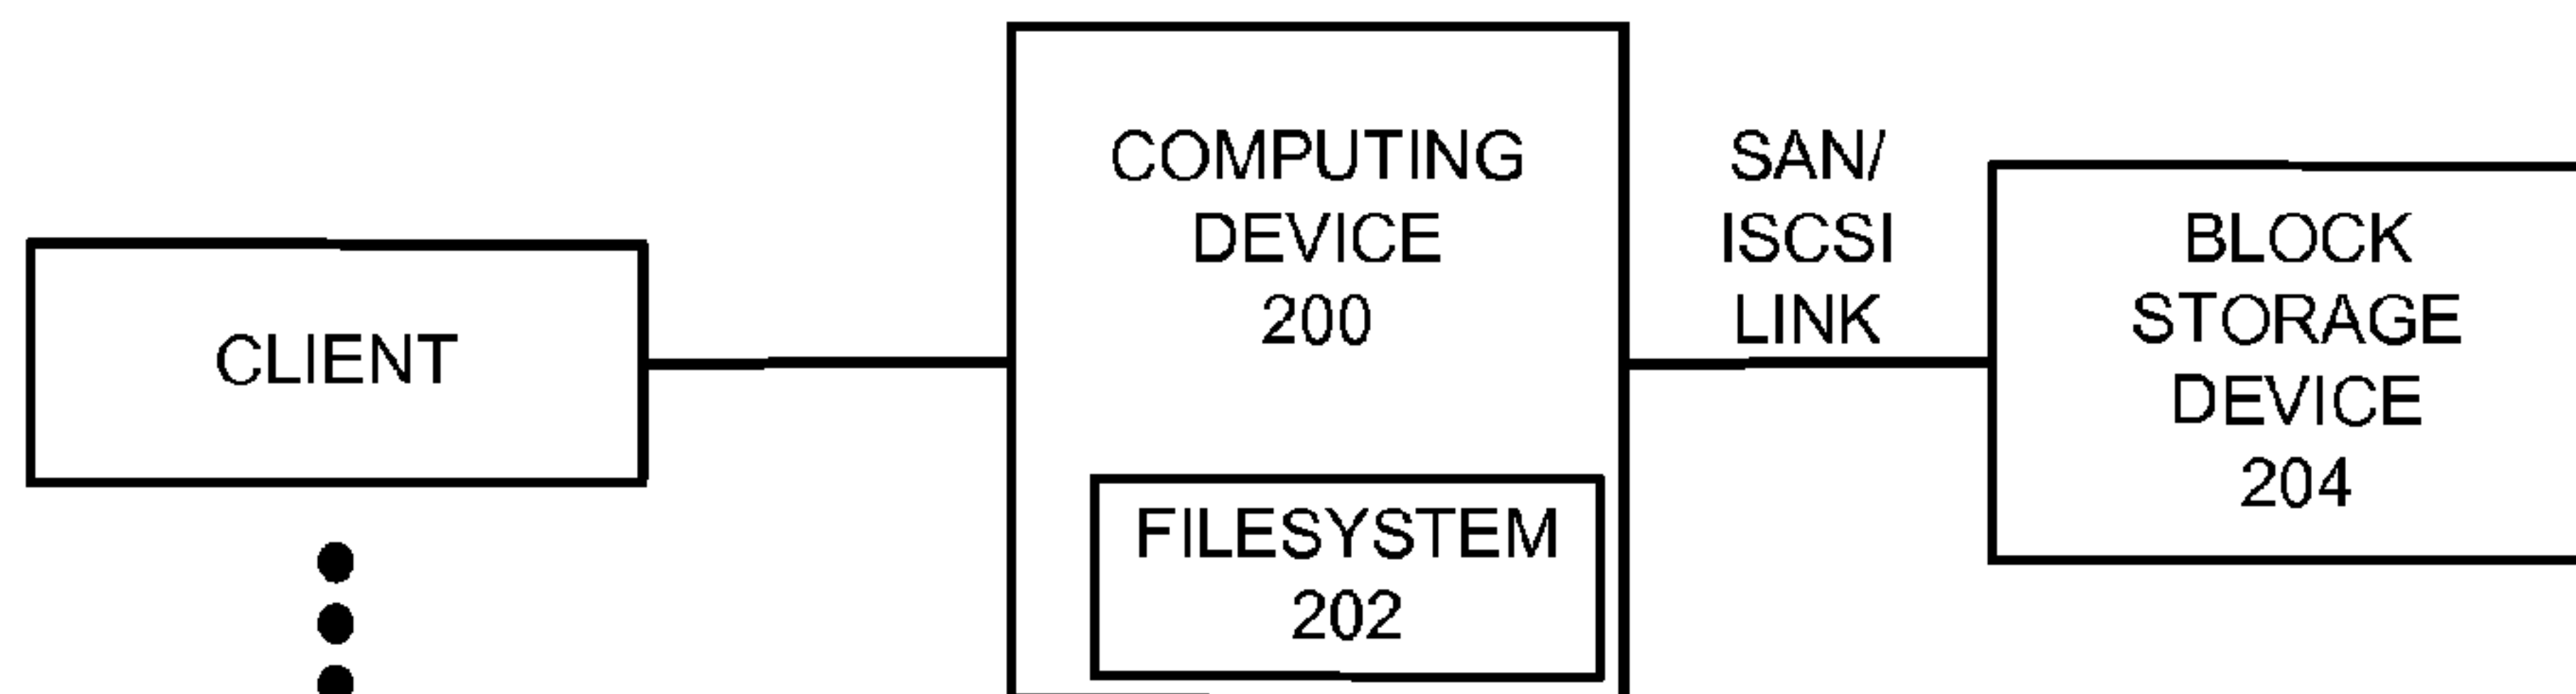 CLIENT
COMPUTING
DEVICE
200
FILESYSTEM
202
SAN/
ISCSI
LINK
BLOCK
STORAGE
DEVICE
204